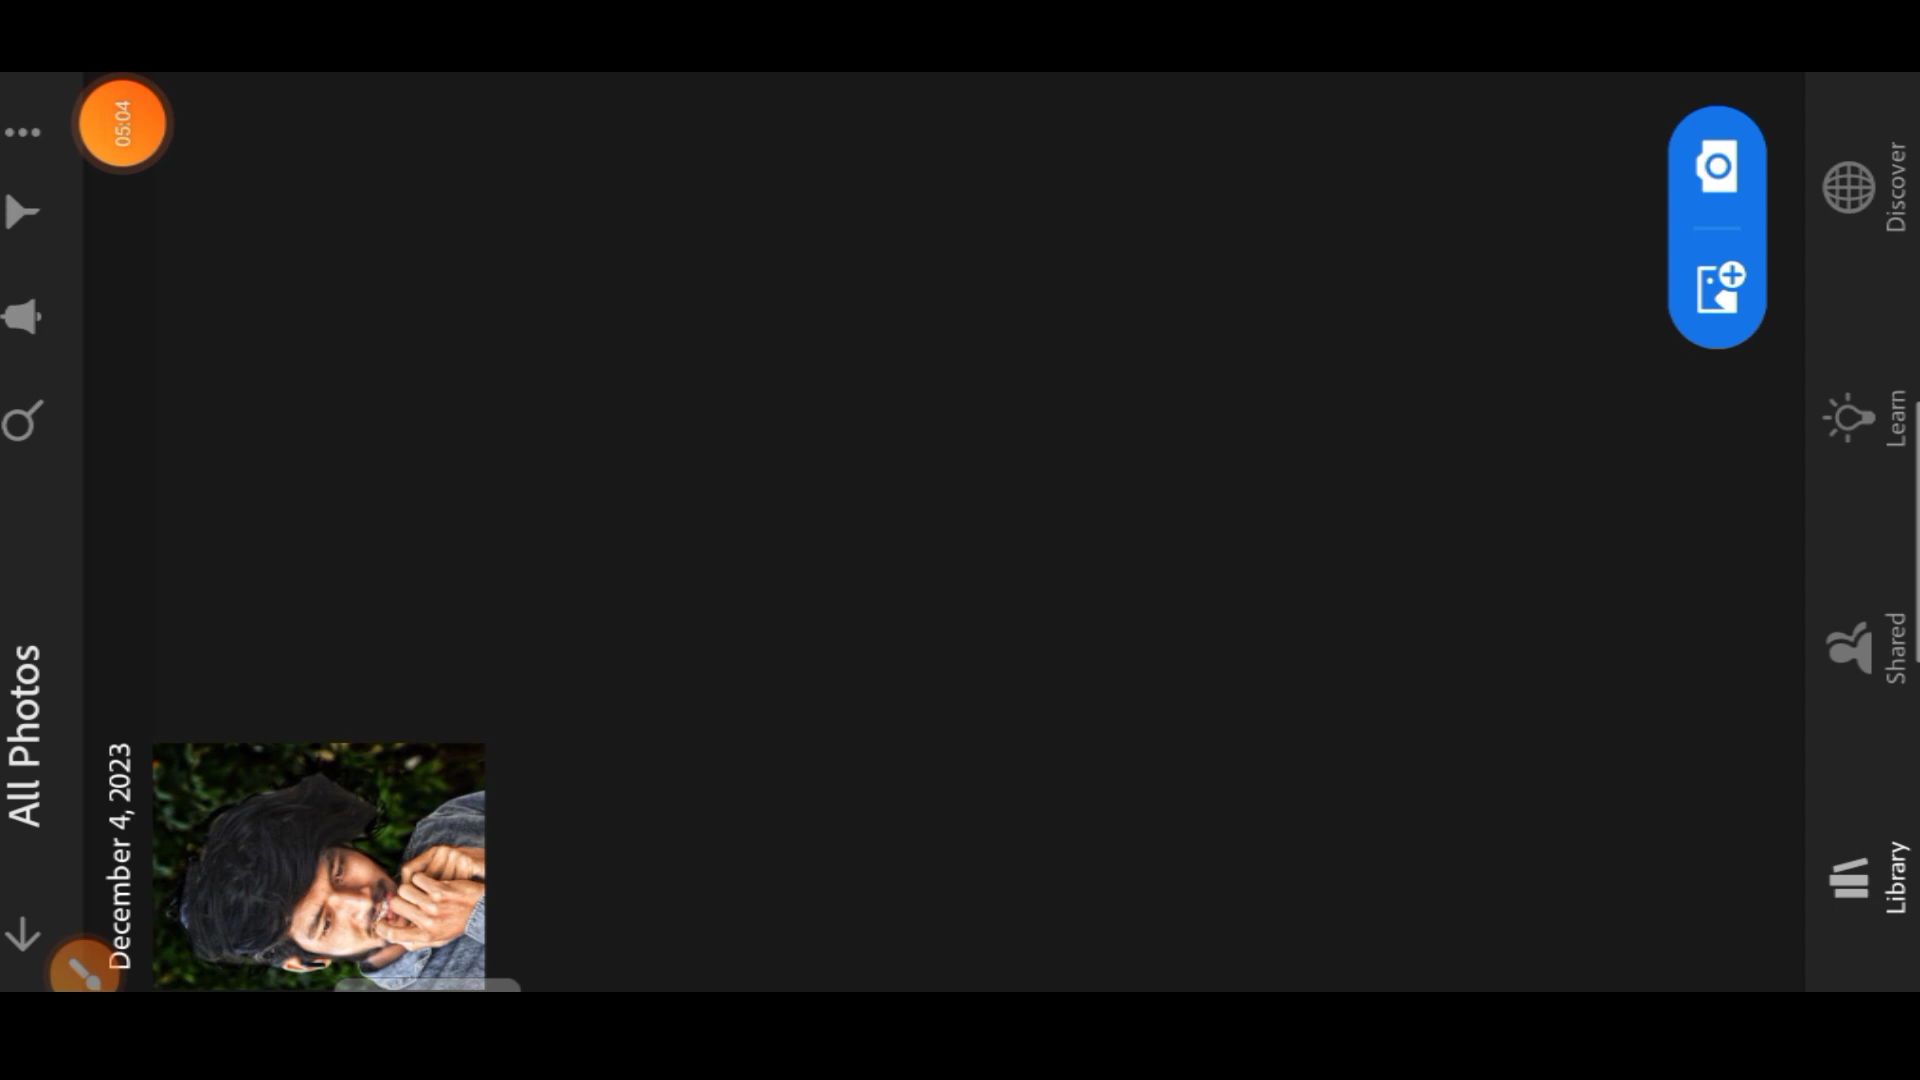 All Photos
05:04
December 4, 2023
Library
Shared
Learn
Discover